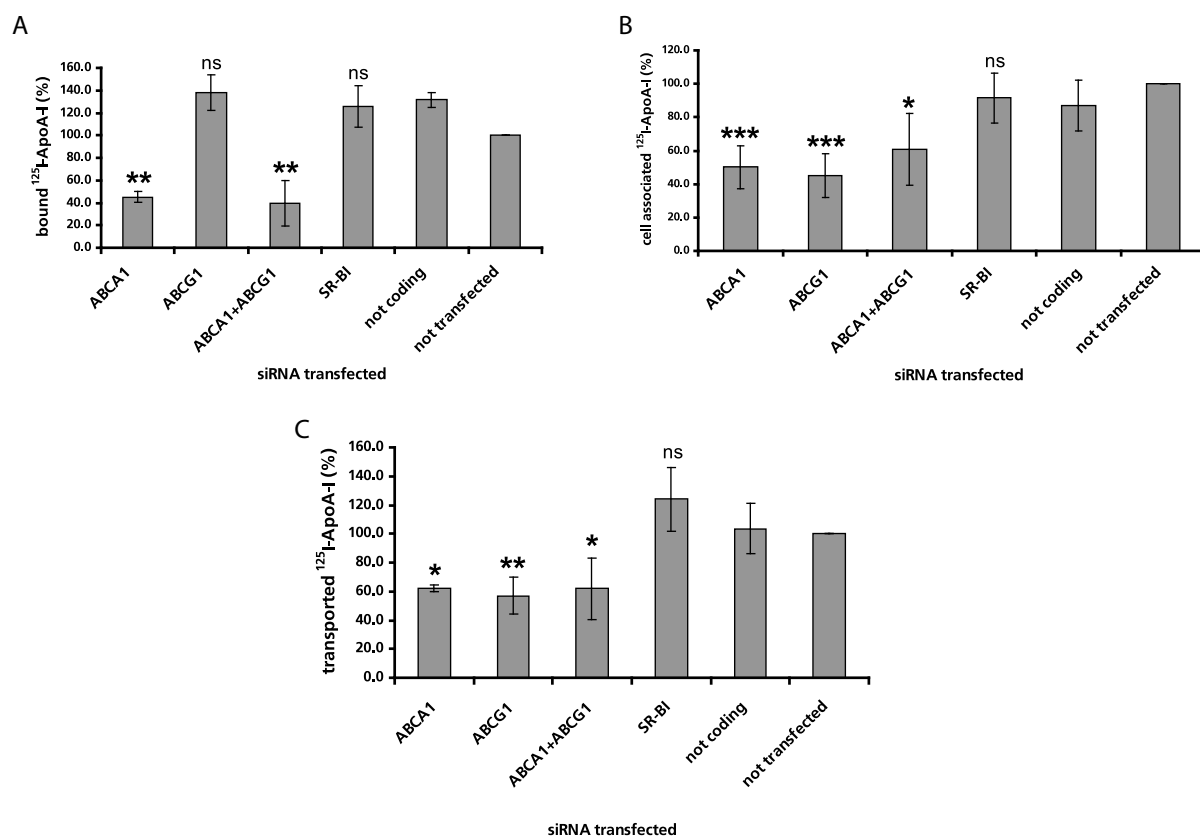 A
bound ¹²⁵I-ApoA-I (%)
160.0
140.0
120.0
100.0
80.0
60.0
40.0
20.0
0.0
**
ns
**
ns
ABCA1
ABCG1
ABCA1+ABCG1
SR-BI
not coding
not transfected
siRNA transfected
B
cell associated ¹²⁵I-ApoA-I (%)
120.0
100.0
80.0
60.0
40.0
20.0
0.0
***
***
*
ns
ABCA1
ABCG1
ABCA1+ABCG1
SR-BI
not coding
not transfected
siRNA transfected
C
transported ¹²⁵I-ApoA-I (%)
160.0
140.0
120.0
100.0
80.0
60.0
40.0
20.0
0.0
*
**
*
ns
ABCA1
ABCG1
ABCA1+ABCG1
SR-BI
not coding
not transfected
siRNA transfected